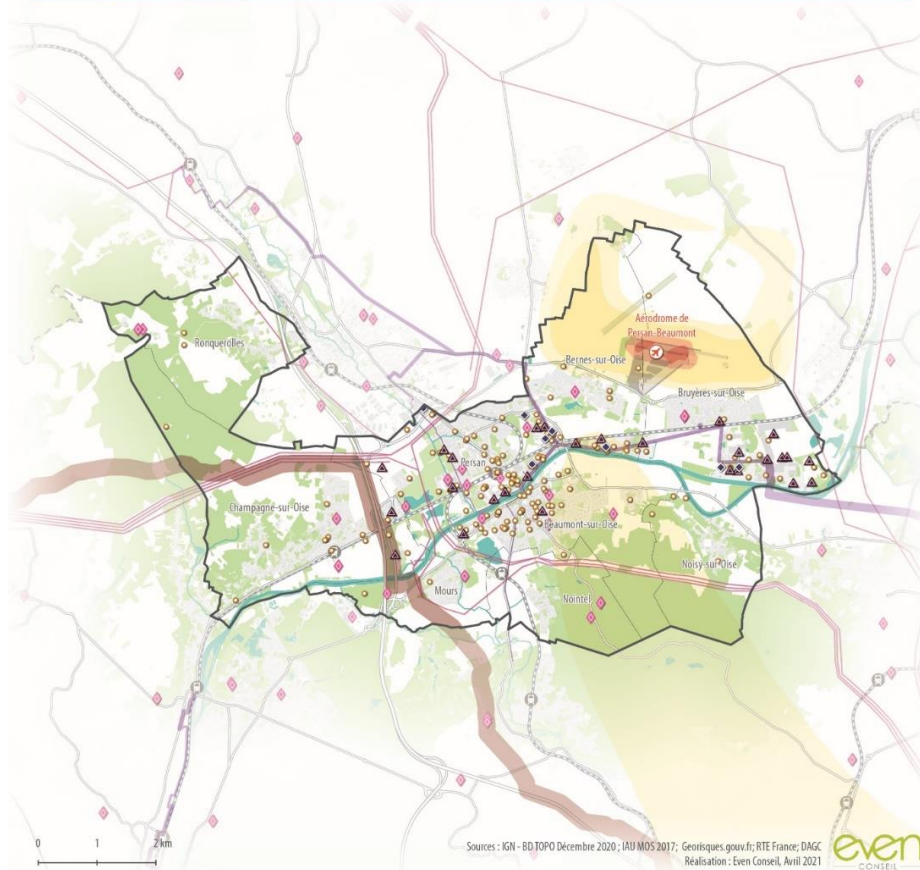 Aérodrome de
Persan-Beaumont
Ronquerolles
Bernes-sur-Oise
Bruyères-sur-Oise
Persan
Champagne-sur-Oise
Beaumont-sur-Oise
Noisy-sur-Oise
Mours
Nointel
0 1 2 km
Sources : IGN - BD TOPO Décembre 2020 ; IAU MOS 2017; Georisques.gouv.fr; RTE France; DAGC
Réalisation : Even Conseil, Avril 2021
even
CONSEIL